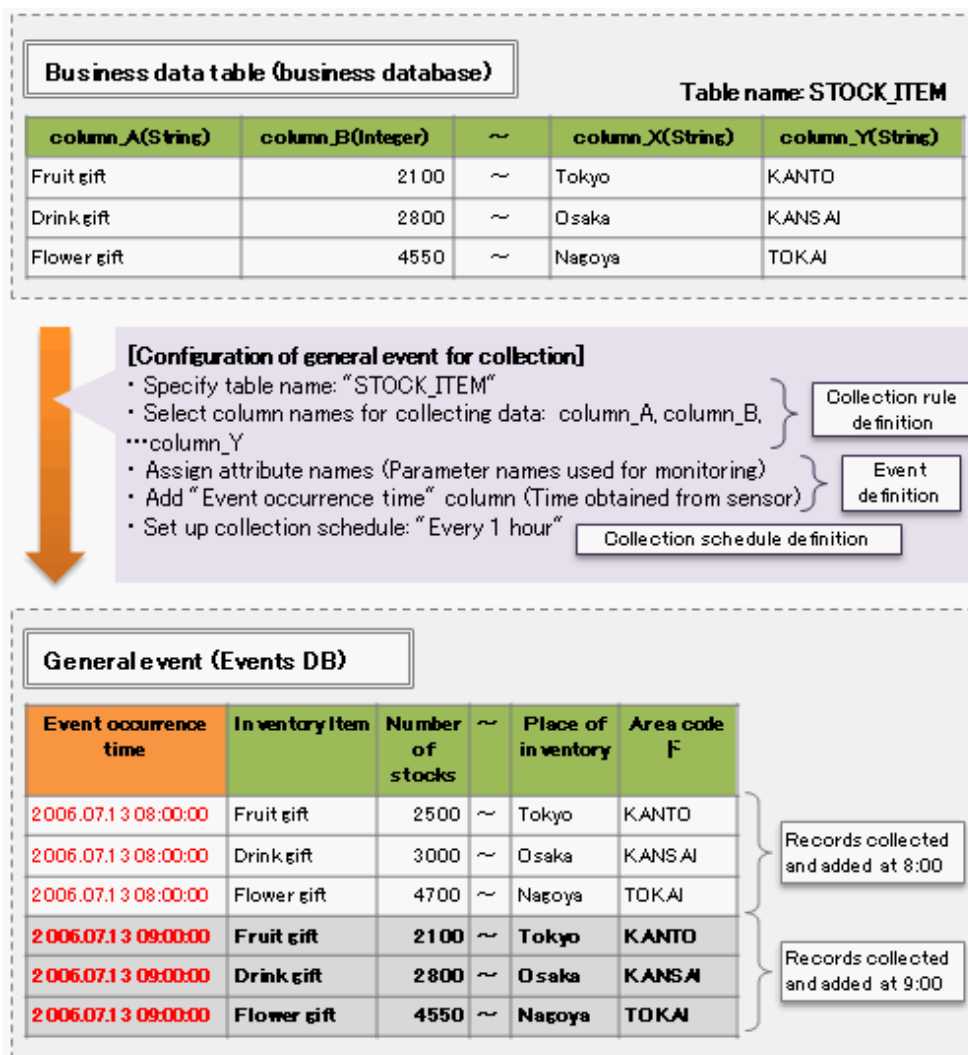 Business data table (business database)
Table name: STOCK_ITEM
column_A(String) column_B(Integer) ~ column_X(String) column_Y(String)
Fruit gift 2100 ~ Tokyo KANTO
Drink gift 2800 ~ Osaka KANSAI
Flower gift 4550 ~ Nagoya TOKAI
[Configuration of general event for collection]
・Specify table name: "STOCK_ITEM"
・Select column names for collecting data: column_A, column_B,
…column_Y
Collection rule
definition
・Assign attribute names (Parameter names used for monitoring)
・Add "Event occurrence time" column (Time obtained from sensor)
Event
definition
・Set up collection schedule: "Every 1 hour"
Collection schedule definition
General event (Events DB)
Event occurrence
time
Inventory Item
Number
of
stocks
~
Place of
inventory
Area code
ド
2006.07.13 08:00:00 Fruit gift 2500 ~ Tokyo KANTO
2006.07.13 08:00:00 Drink gift 3000 ~ Osaka KANSAI
2006.07.13 08:00:00 Flower gift 4700 ~ Nagoya TOKAI
Records collected
and added at 8:00
2006.07.13 09:00:00 Fruit gift 2100 ~ Tokyo KANTO
2006.07.13 09:00:00 Drink gift 2800 ~ Osaka KANSAI
2006.07.13 09:00:00 Flower gift 4550 ~ Nagoya TOKAI
Records collected
and added at 9:00